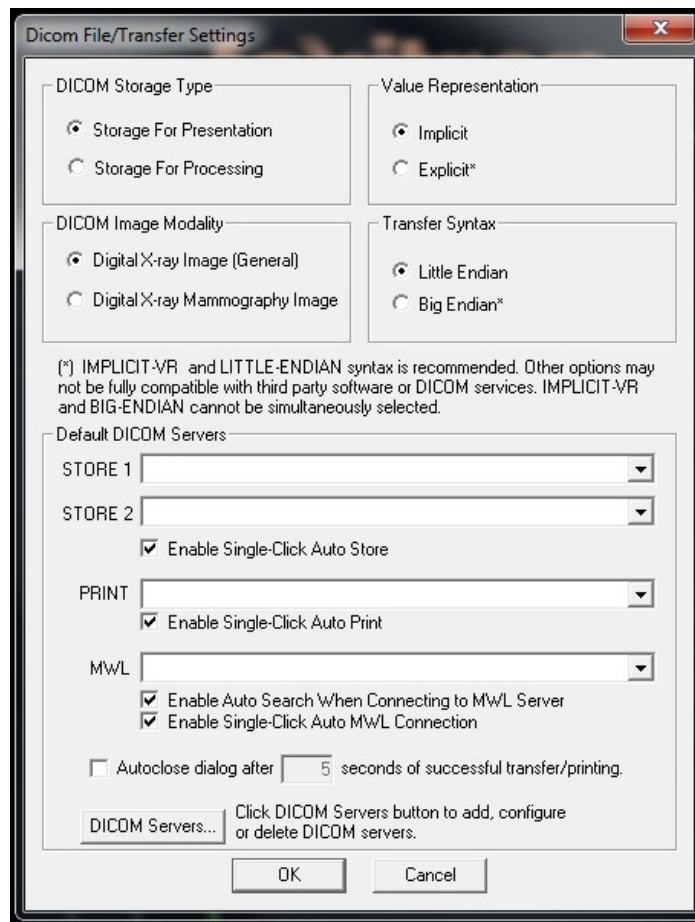 Dicom File/Transfer Settings
DICOM Storage Type
Storage For Presentation
Storage For Processing
Value Representation
Implicit
Explicit*
DICOM Image Modality
Digital X-ray Image (General)
Digital X-ray Mammography Image
Transfer Syntax
Little Endian
Big Endian*
(*) IMPLICIT-VR and LITTLE-ENDIAN syntax is recommended. Other options may
not be fully compatible with third party software or DICOM services. IMPLICIT-VR
and BIG-ENDIAN cannot be simultaneously selected.
Default DICOM Servers
STORE 1
STORE 2
Enable Single-Click Auto Store
PRINT
Enable Single-Click Auto Print
MWL
Enable Auto Search When Connecting to MWL Server
Enable Single-Click Auto MWL Connection
Autoclose dialog after 5 seconds of successful transfer/printing.
DICOM Servers...
Click DICOM Servers button to add, configure
or delete DICOM servers.
OK
Cancel